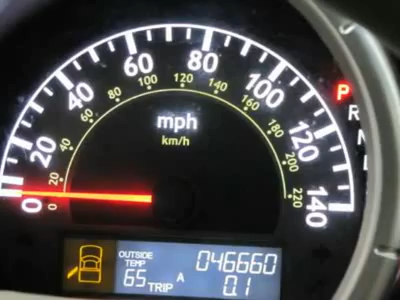 0 20 40 60 80 100 120 140
0 20 40 60 80 100 120 140 160 180 200 220
mph
km/h
P
R
N
OUTSIDE TEMP 65
046660
TRIP A 0.1